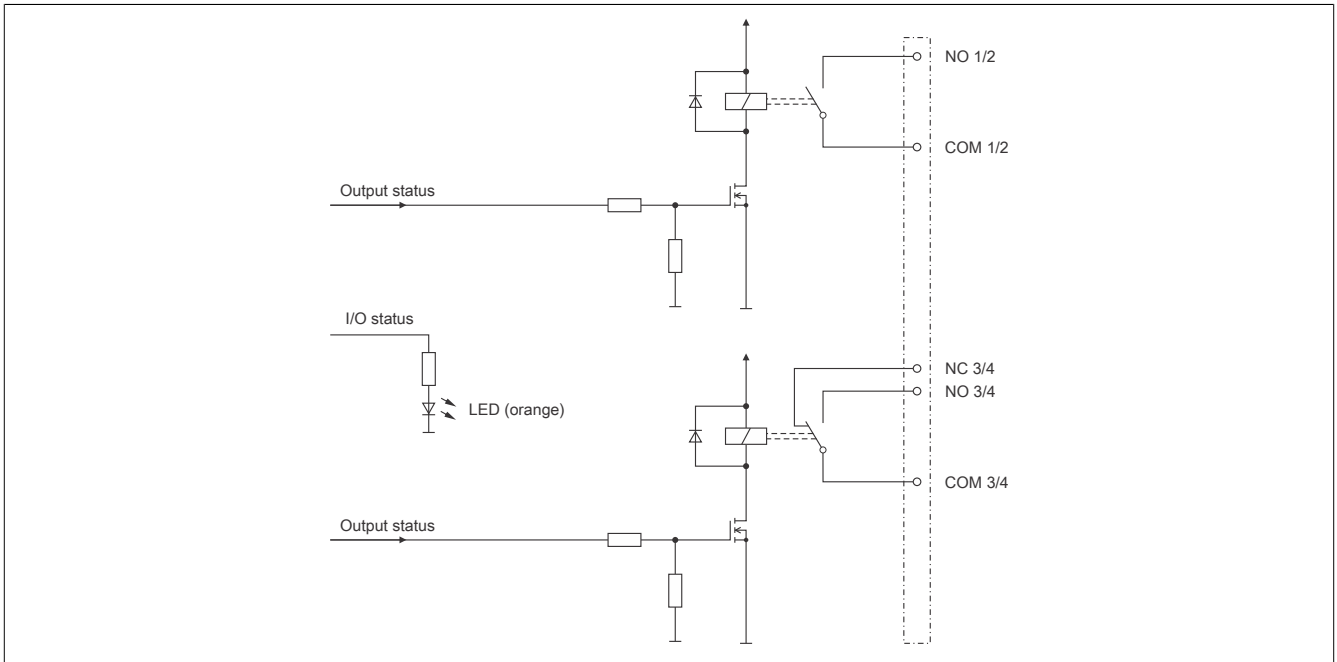 NO 1/2
COM 1/2
Output status
I/O status
LED (orange)
NC 3/4
NO 3/4
COM 3/4
Output status